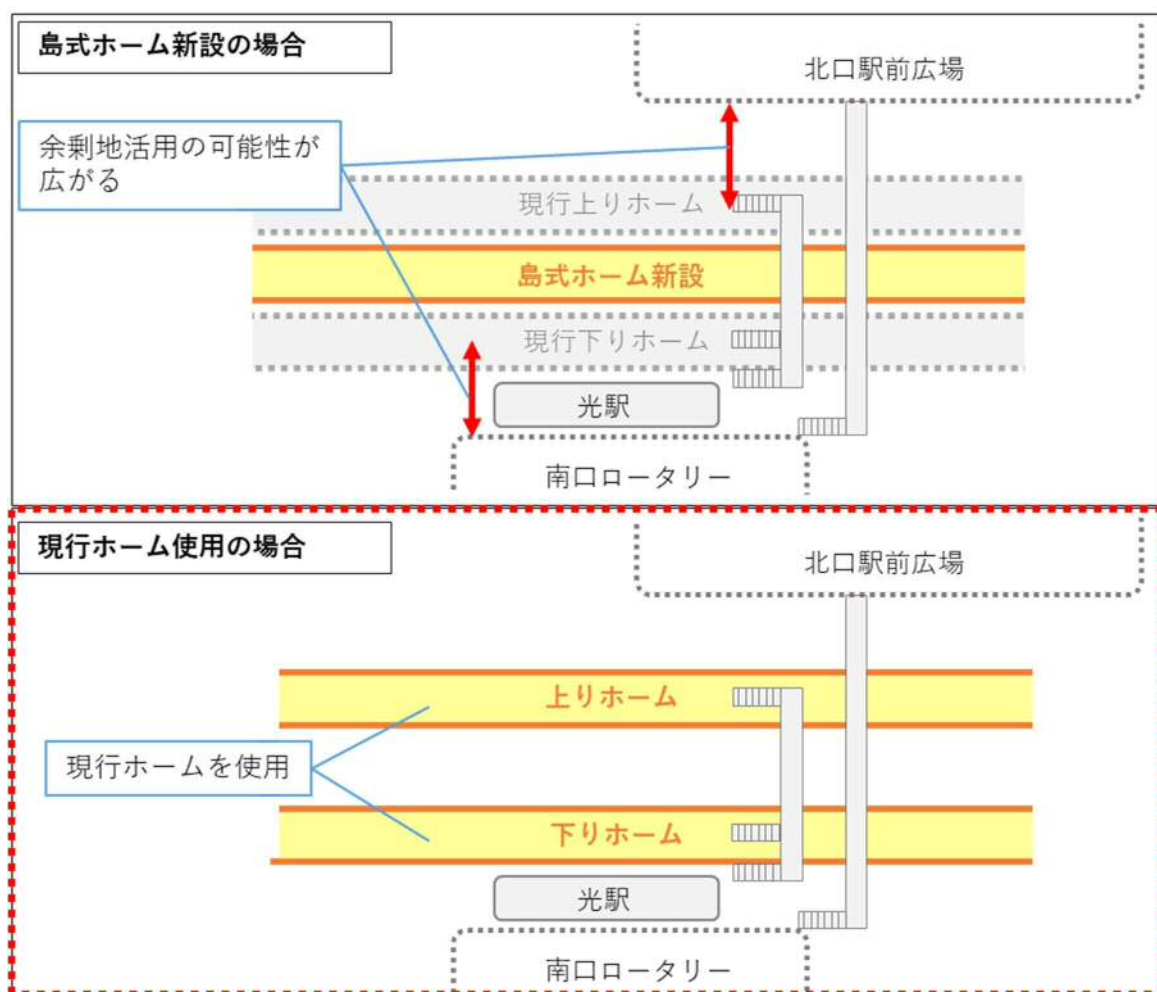 島式ホーム新設の場合
北口駅前広場
余剰地活用の可能性が
広がる
現行上りホーム
島式ホーム新設
現行下りホーム
光駅
南口ロータリー
現行ホーム使用の場合
北口駅前広場
上りホーム
現行ホームを使用
下りホーム
光駅
南口ロータリー